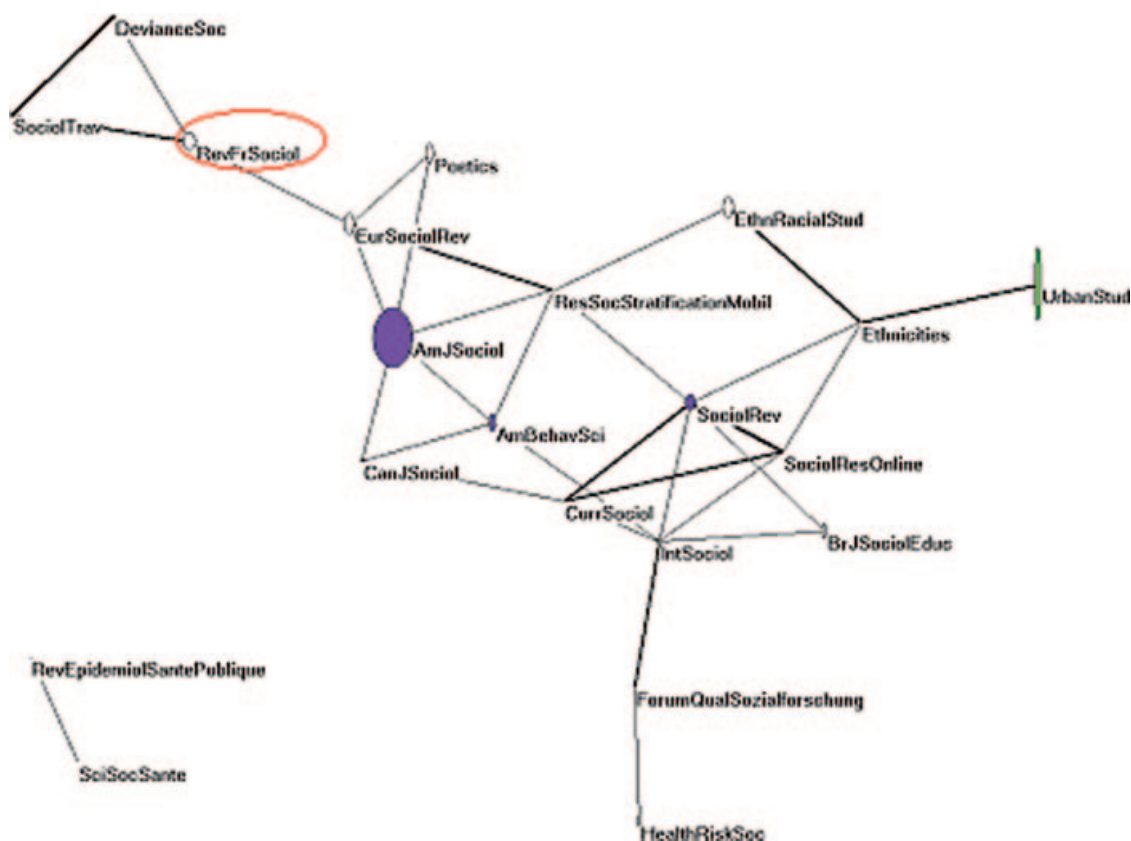 DevianceSoc
SociolTrav
RevFrSociol
Poetics
EthnRacialStud
EurSociolRev
ResSocStratificationMobil
UrbanStud
Ethnicities
AmJSociol
SociolRev
AmBehavSci
SociolResOnline
CanJSociol
CurrSociol
BrJSociolEduc
IntSociol
RevEpidemiolSantePublique
ForumQualSozialforschung
SciSocSante
HealthRiskSoc